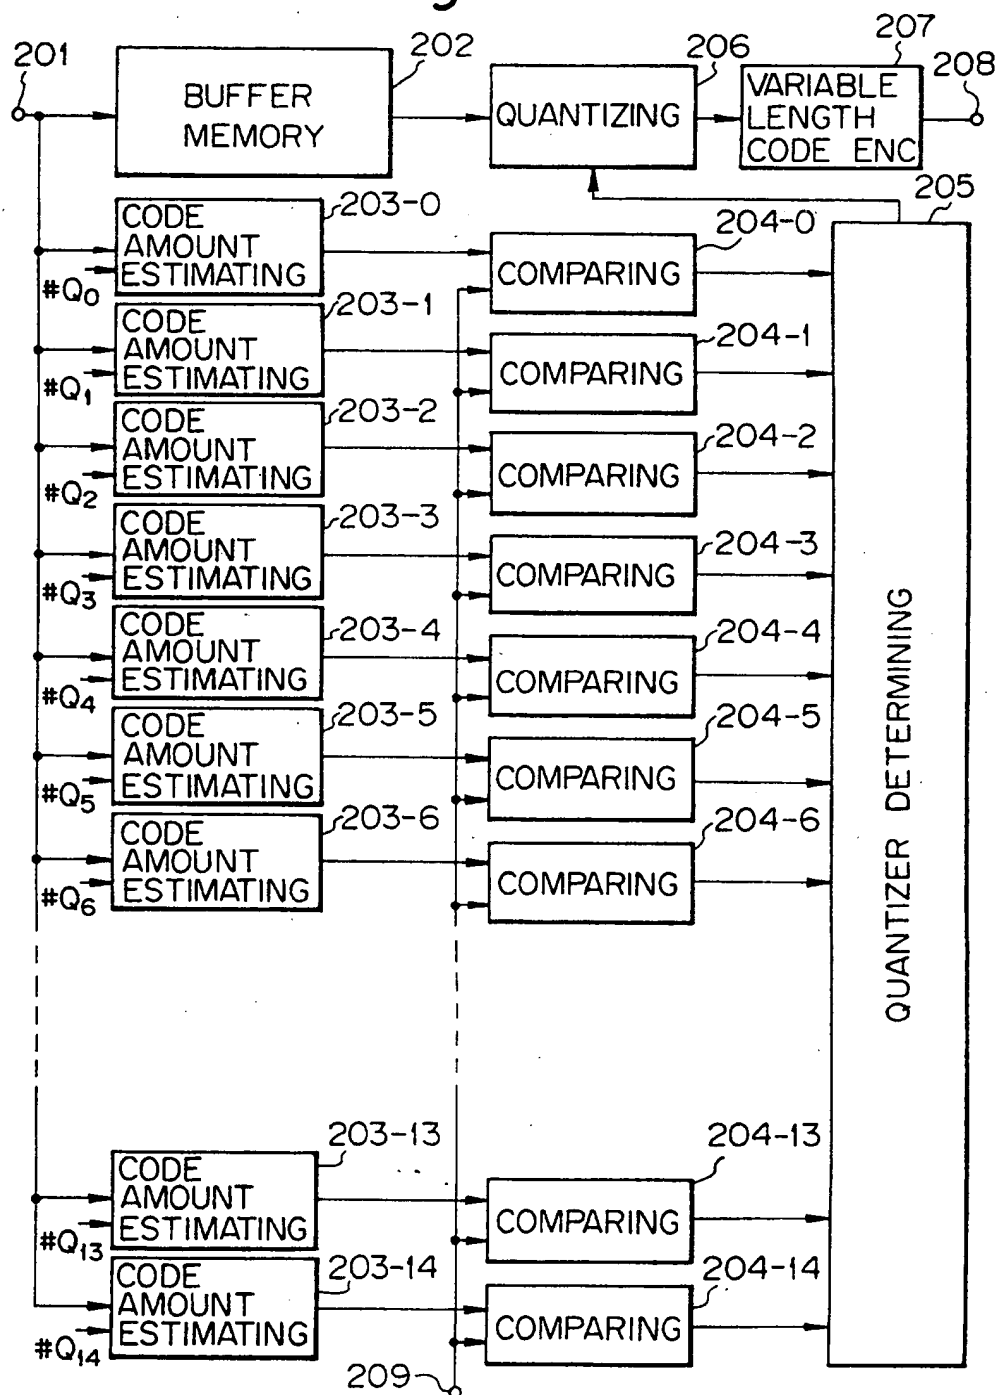 201
202
206
207
208
BUFFER
MEMORY
QUANTIZING
VARIABLE
LENGTH
CODE ENC
205
203-0
CODE
AMOUNT
ESTIMATING
#Q0
204-0
COMPARING
203-1
CODE
AMOUNT
ESTIMATING
#Q1
204-1
COMPARING
203-2
CODE
AMOUNT
ESTIMATING
#Q2
204-2
COMPARING
203-3
CODE
AMOUNT
ESTIMATING
#Q3
204-3
COMPARING
203-4
CODE
AMOUNT
ESTIMATING
#Q4
204-4
COMPARING
203-5
CODE
AMOUNT
ESTIMATING
#Q5
204-5
COMPARING
203-6
CODE
AMOUNT
ESTIMATING
#Q6
204-6
COMPARING
QUANTIZER DETERMINING
203-13
CODE
AMOUNT
ESTIMATING
#Q13
204-13
COMPARING
203-14
CODE
AMOUNT
ESTIMATING
#Q14
204-14
COMPARING
209